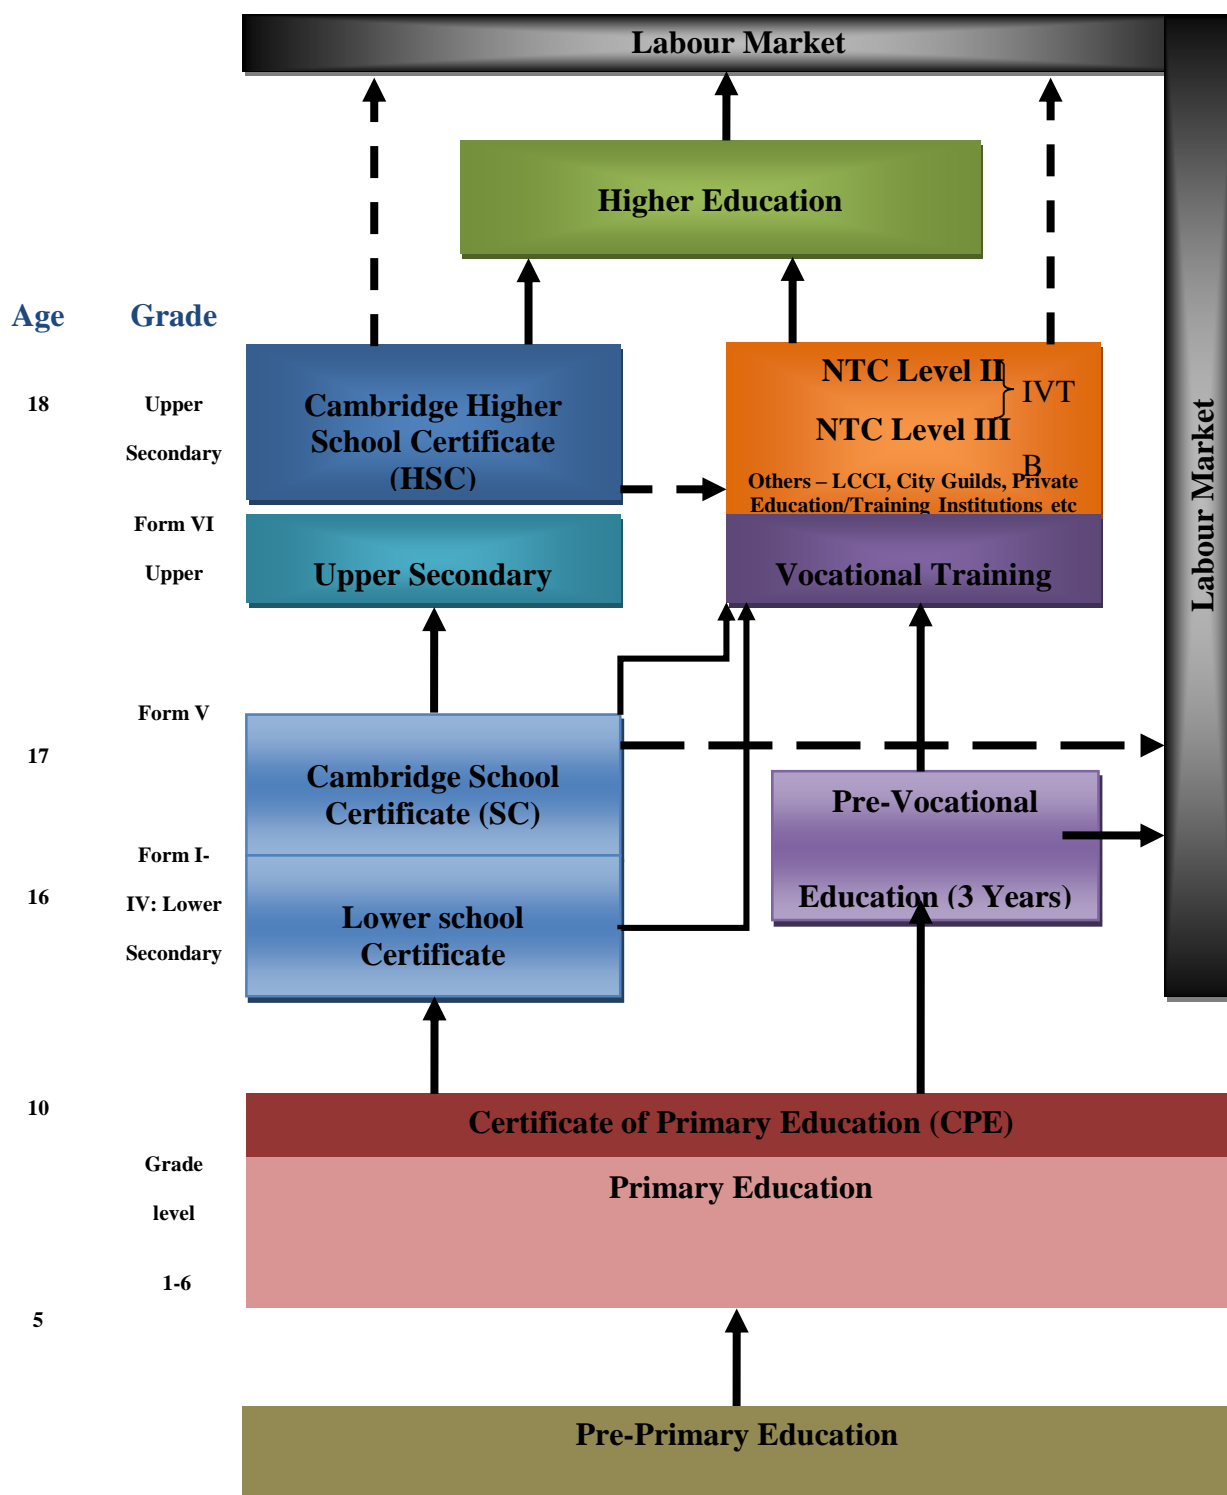 Labour Market
Higher Education
Age
Grade
18
Upper
Secondary
Cambridge Higher
School Certificate
(HSC)
NTC Level II
IVT
NTC Level III
B
Others – LCCI, City Guilds, Private
Education/Training Institutions etc
Labour Market
Form VI
Upper
Upper Secondary
Vocational Training
Form V
17
Cambridge School
Certificate (SC)
Pre-Vocational
Education (3 Years)
Form I-
16
IV: Lower
Secondary
Lower school
Certificate
10
Certificate of Primary Education (CPE)
Grade
level
1-6
Primary Education
5
Pre-Primary Education